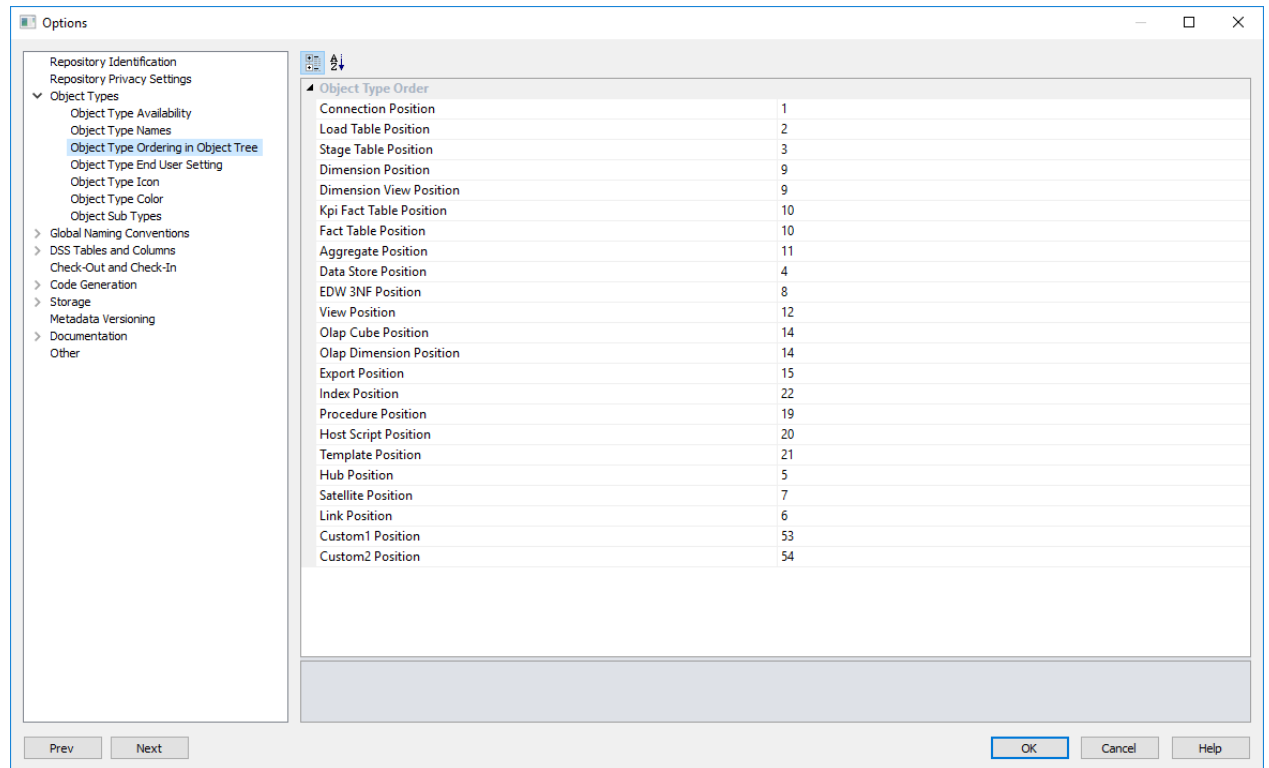 Options
Repository Identification
Repository Privacy Settings
Object Types
Object Type Availability
Object Type Names
Object Type Ordering in Object Tree
Object Type End User Setting
Object Type Icon
Object Type Color
Object Sub Types
Global Naming Conventions
DSS Tables and Columns
Check-Out and Check-In
Code Generation
Storage
Metadata Versioning
Documentation
Other
Object Type Order
Connection Position 1
Load Table Position 2
Stage Table Position 3
Dimension Position 9
Dimension View Position 9
Kpi Fact Table Position 10
Fact Table Position 10
Aggregate Position 11
Data Store Position 4
EDW 3NF Position 8
View Position 12
Olap Cube Position 14
Olap Dimension Position 14
Export Position 15
Index Position 22
Procedure Position 19
Host Script Position 20
Template Position 21
Hub Position 5
Satellite Position 7
Link Position 6
Custom1 Position 53
Custom2 Position 54
Prev Next OK Cancel Help